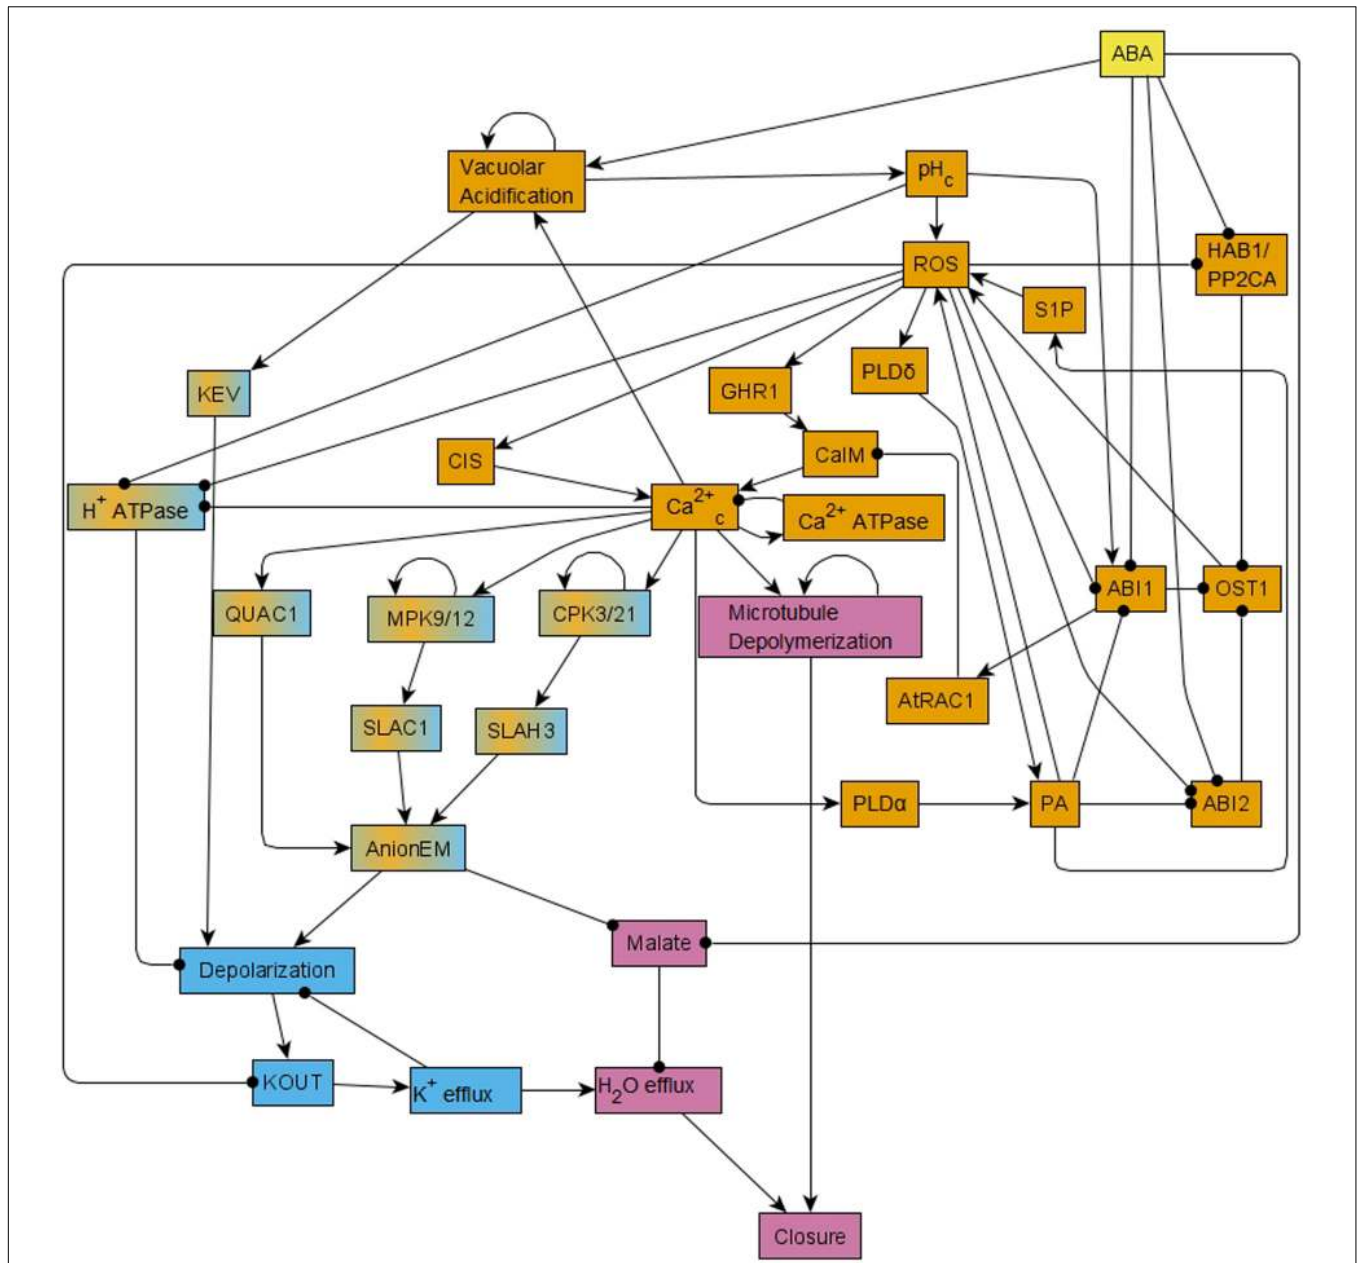 ABA
Vacuolar
Acidification
pHc
ROS
HAB1/
PP2CA
S1P
PLDδ
GHR1
KEV
CIS
CaIM
H+ ATPase
Ca2+c
Ca2+ ATPase
QUAC1
MPK9/12
CPK3/21
Microtubule
Depolymerization
ABI1
OST1
AtRAC1
SLAC1
SLAH3
PLDα
PA
ABI2
AnionEM
Malate
Depolarization
KOUT
K+ efflux
H2O efflux
Closure